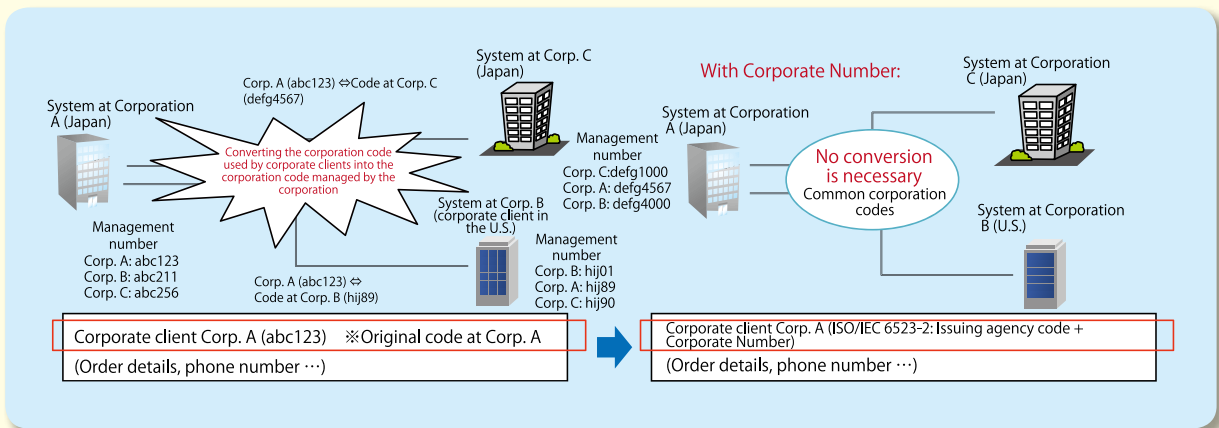 Corp. A (abc123) ⇔Code at Corp. C
(defg4567)
System at Corp. C
(Japan)
System at Corporation
A (Japan)
Converting the corporation code
used by corporate clients into the
corporation code managed by the
corporation
Management
number
Corp. C:defg1000
Corp. A: defg4567
Corp. B: defg4000
System at Corp. B
(corporate client in
the U.S.)
Management
number
Corp. A: abc123
Corp. B: abc211
Corp. C: abc256
Corp. A (abc123) ⇔
Code at Corp. B (hij89)
Management
number
Corp. B: hij01
Corp. A: hij89
Corp. C: hij90
Corporate client Corp. A (abc123) ※Original code at Corp. A
(Order details, phone number …)
With Corporate Number:
System at Corporation
C (Japan)
System at Corporation
A (Japan)
No conversion
is necessary
Common corporation
codes
System at Corporation
B (U.S.)
Corporate client Corp. A (ISO/IEC 6523-2: Issuing agency code +
Corporate Number)
(Order details, phone number …)